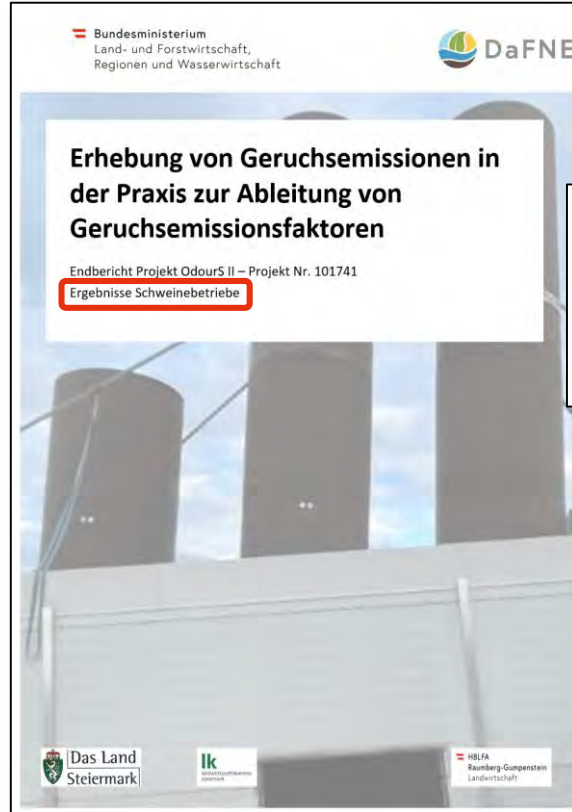 Bundesministerium
Land- und Forstwirtschaft,
Regionen und Wasserwirtschaft
DaFNE
Erhebung von Geruchsemissionen in
der Praxis zur Ableitung von
Geruchsemissionsfaktoren
Endbericht Projekt OdourS II – Projekt Nr. 101741
Ergebnisse Schweinebetriebe
Das Land
Steiermark
lk
HBLFA
Raumberg-Gumpenstein
Landwirtschaft